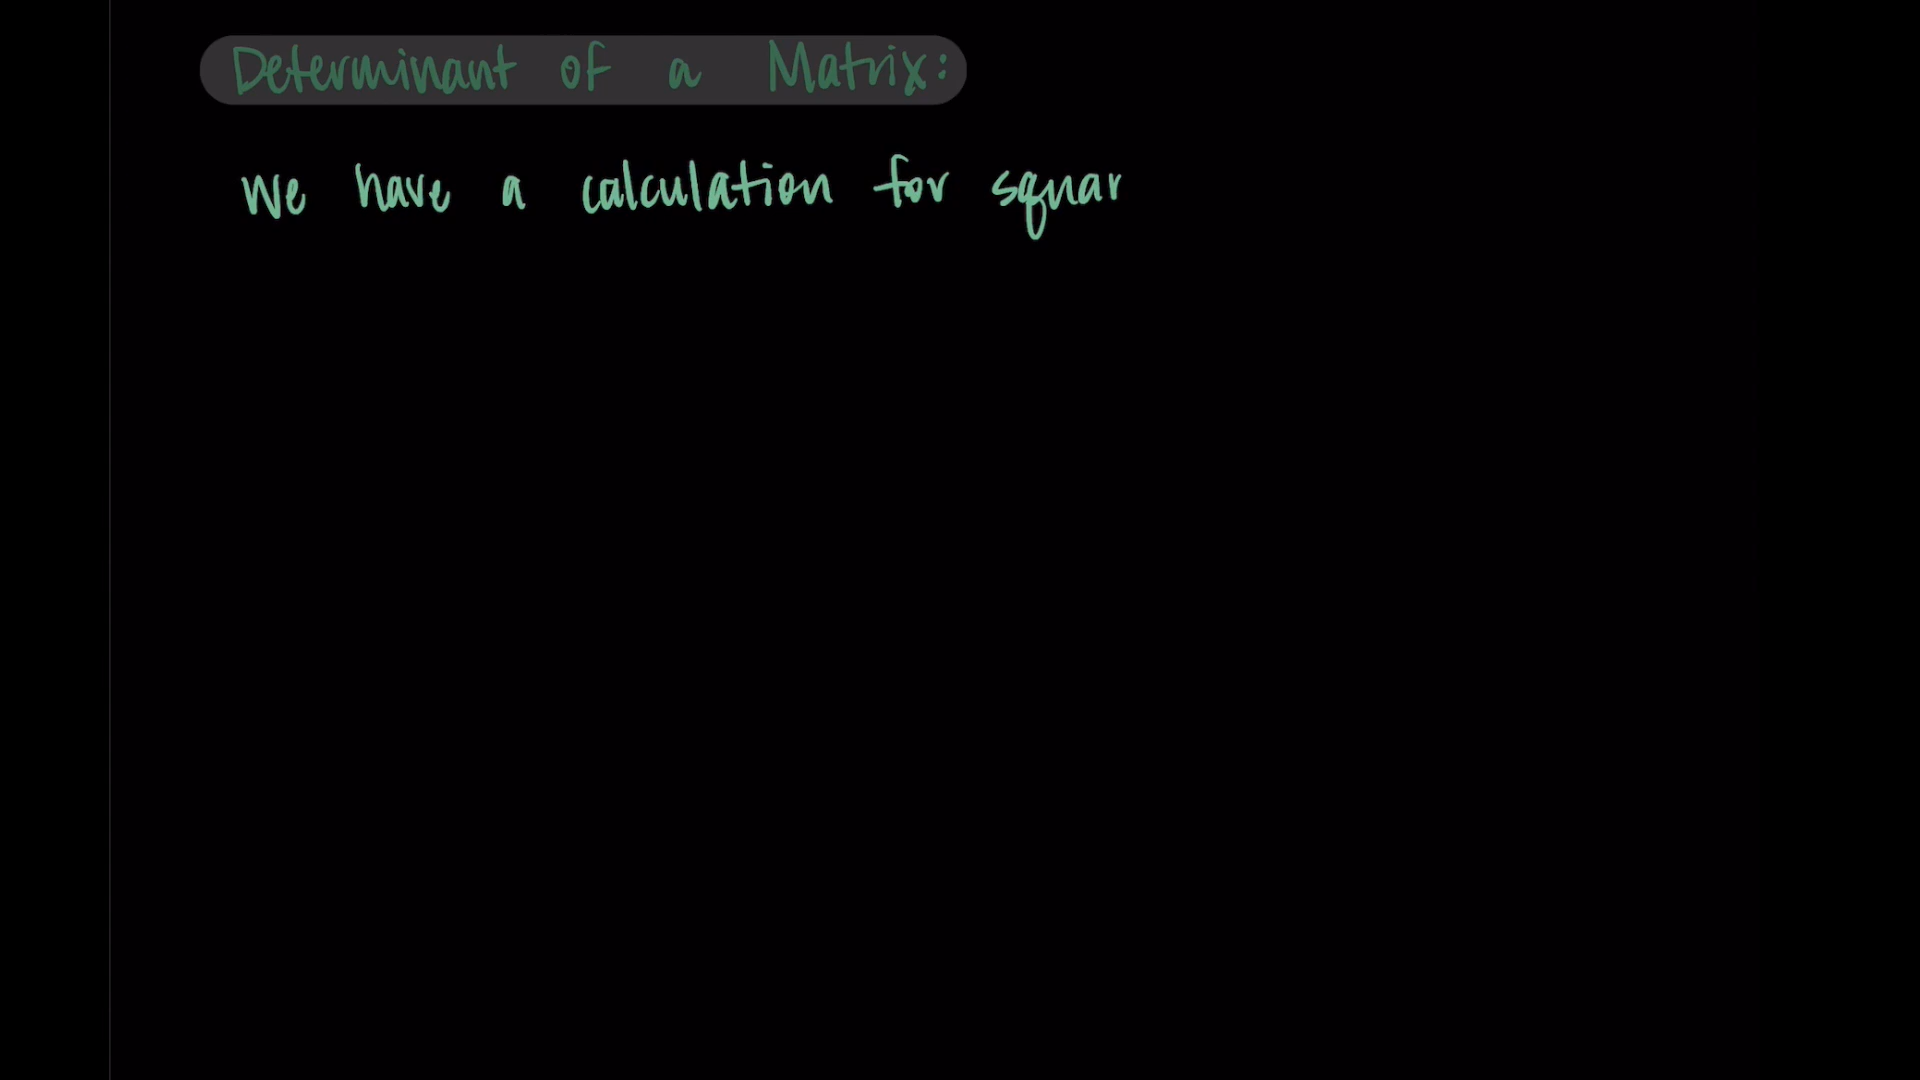 Determinant of a Matrix:
We have a calculation for squar